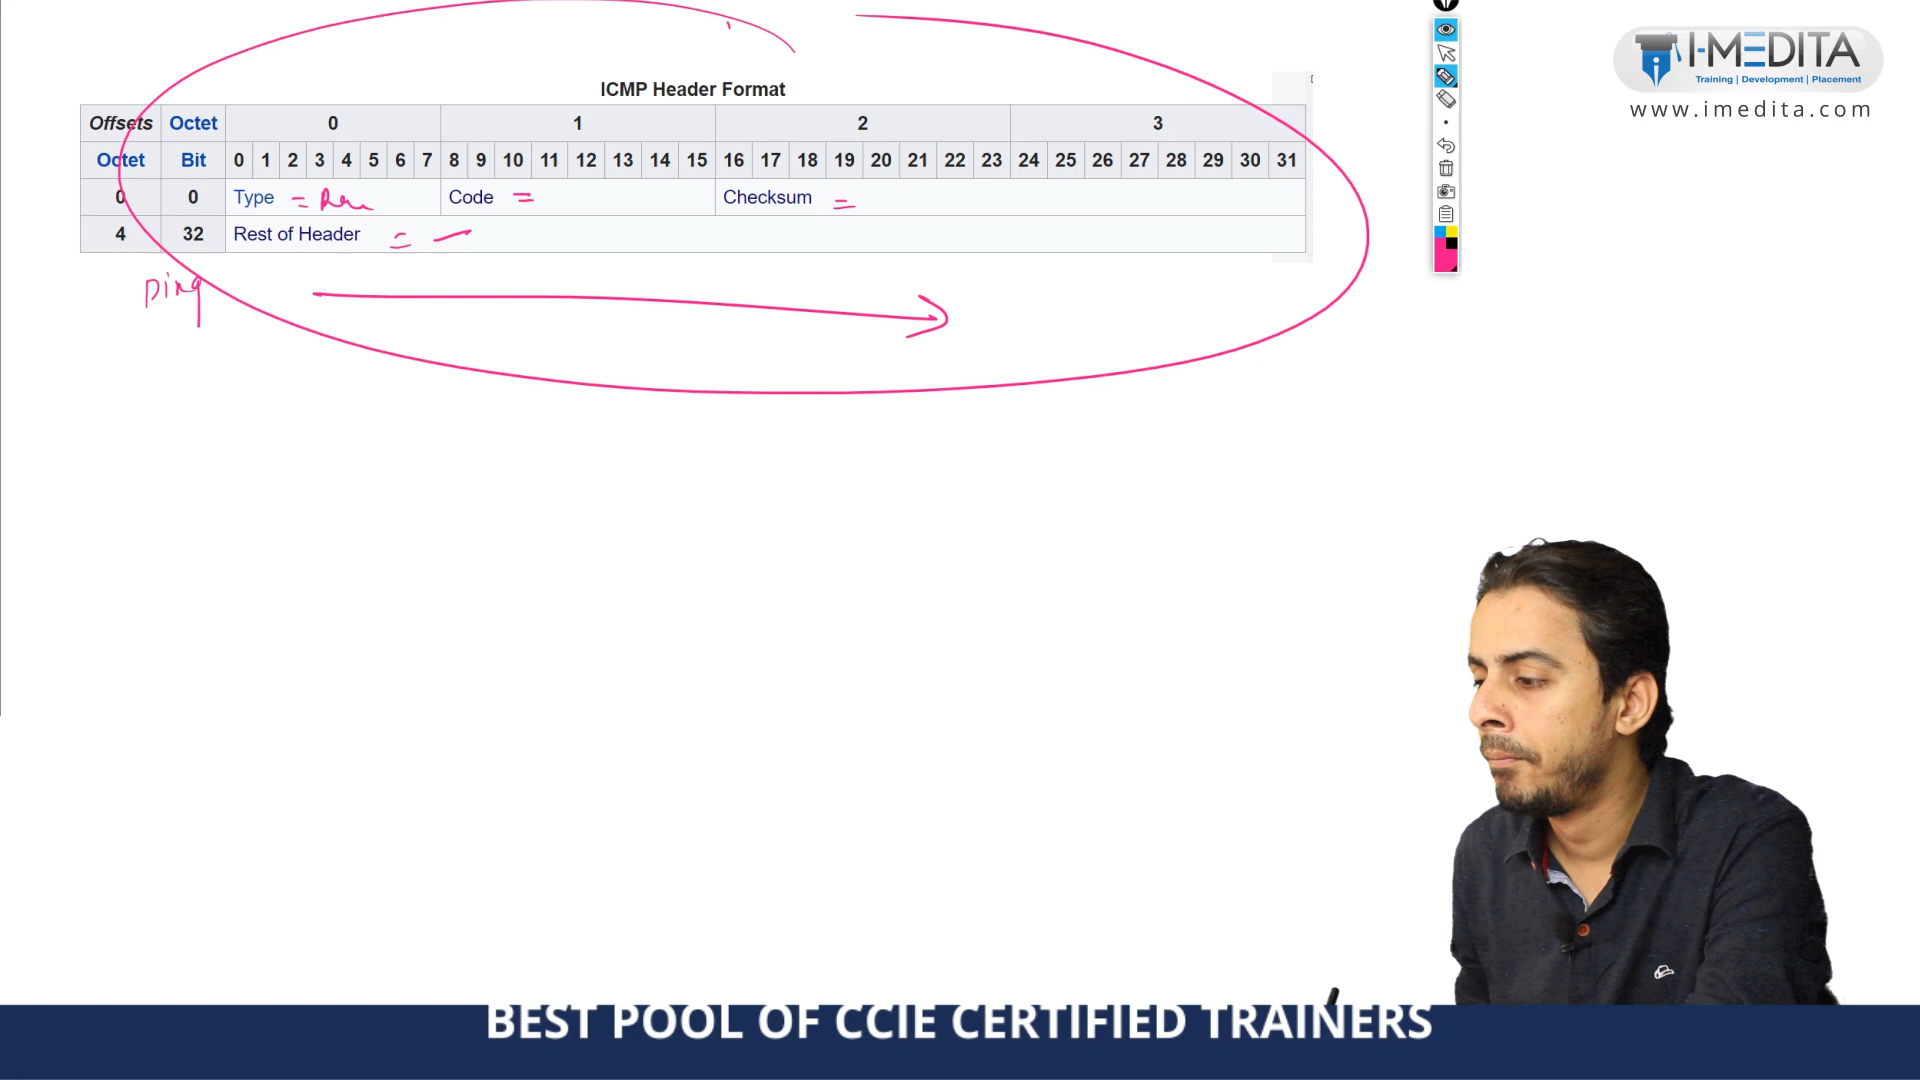 I-MEDITA
Training | Development | Placement
www.imedita.com
ICMP Header Format
Offsets Octet 0 1 2 3
Octet Bit 0 1 2 3 4 5 6 7 8 9 10 11 12 13 14 15 16 17 18 19 20 21 22 23 24 25 26 27 28 29 30 31
0 0 Type = Code = Checksum =
4 32 Rest of Header =
Ping
BEST POOL OF CCIE CERTIFIED TRAINERS